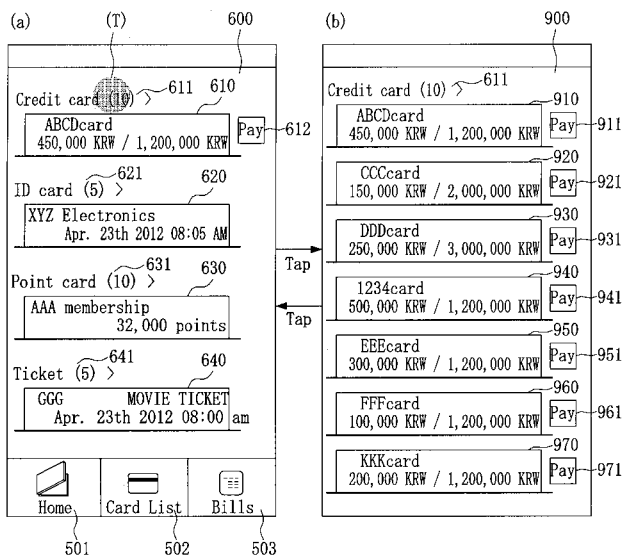 (a)
(T)
600
Credit card (10) >
611
610
ABCDcard
450,000 KRW / 1,200,000 KRW
Pay
612
621
620
ID card (5) >
XYZ Electronics
Apr. 23th 2012 08:05 AM
631
630
Point card (10) >
AAA membership
32,000 points
641
640
Ticket (5) >
GGG MOVIE TICKET
Apr. 23th 2012 08:00 am
Home
Card List
Bills
501
502
503
Tap
Tap
(b)
900
Credit card (10) >
611
910
ABCDcard
450,000 KRW / 1,200,000 KRW
Pay
911
920
CCCcard
150,000 KRW / 2,000,000 KRW
Pay
921
930
DDDcard
250,000 KRW / 3,000,000 KRW
Pay
931
940
1234card
500,000 KRW / 1,200,000 KRW
Pay
941
950
EEEcard
300,000 KRW / 1,200,000 KRW
Pay
951
960
FFFcard
100,000 KRW / 1,200,000 KRW
Pay
961
970
KKKcard
200,000 KRW / 1,200,000 KRW
Pay
971